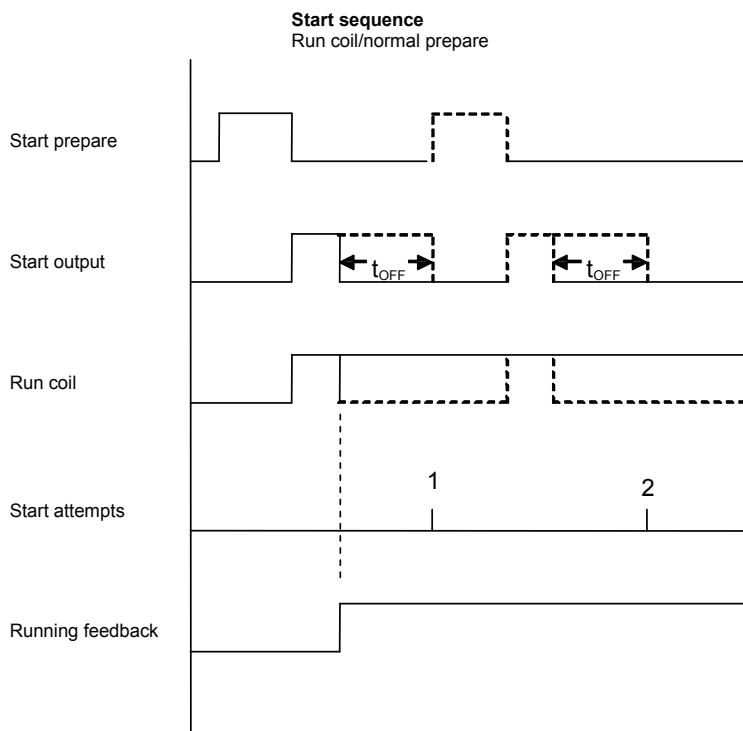 Start sequence
Run coil/normal prepare
Start prepare
Start output
tOFF
tOFF
Run coil
1
2
Start attempts
Running feedback